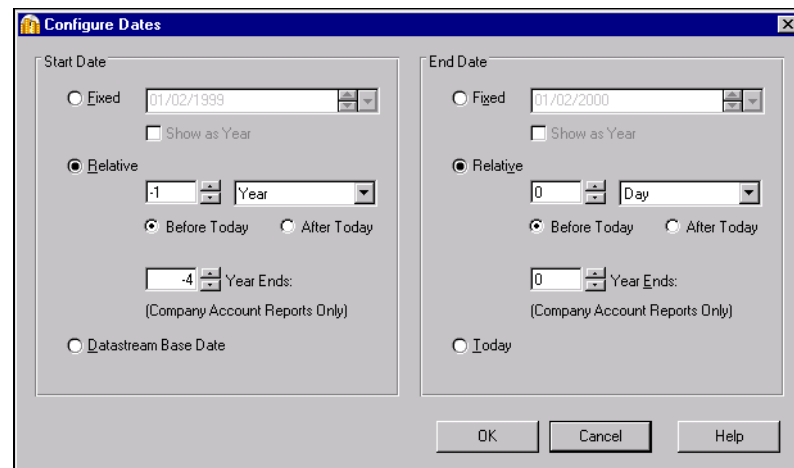 Configure Dates
Start Date
Fixed 01/02/1999
Show as Year
Relative
-1 Year
Before Today After Today
-4 Year Ends:
(Company Account Reports Only)
Datastream Base Date
End Date
Fixed 01/02/2000
Show as Year
Relative
0 Day
Before Today After Today
0 Year Ends:
(Company Account Reports Only)
Today
OK Cancel Help